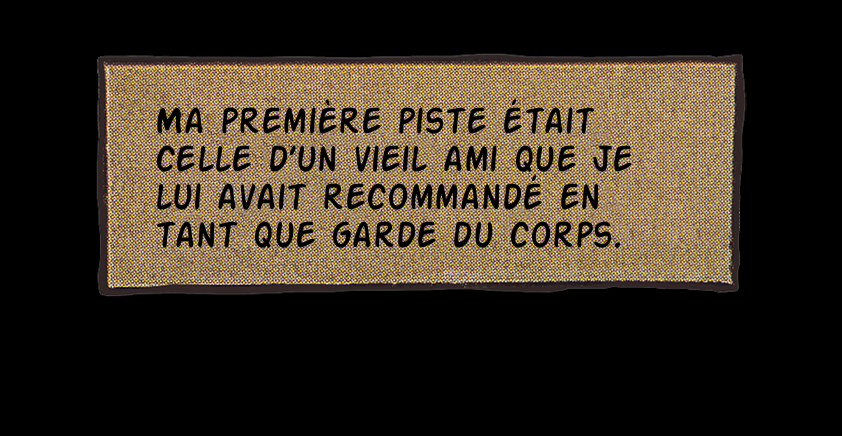 MA PREMIÈRE PISTE ÉTAIT
CELLE D'UN VIEIL AMI QUE JE
LUI AVAIT RECOMMANDÉ EN
TANT QUE GARDE DU CORPS.